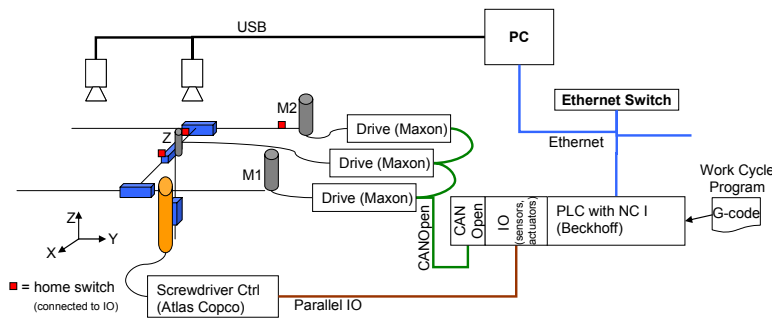 USB
PC
M2
Ethernet Switch
Z
Drive (Maxon)
Ethernet
M1
Drive (Maxon)
Work Cycle
Program
Drive (Maxon)
Z
Y
X
CANOpen
CAN
Open
IO
(sensors,
actuators)
PLC with NC I
(Beckhoff)
G-code
= home switch
(connected to IO)
Screwdriver Ctrl
(Atlas Copco)
Parallel IO